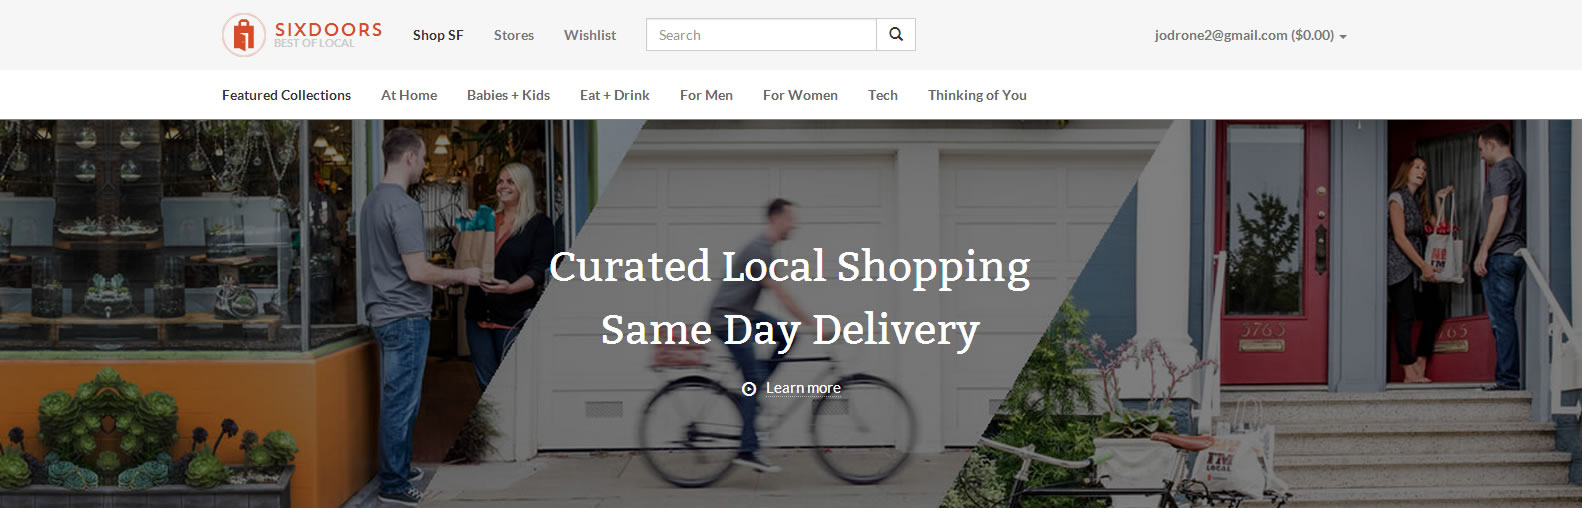 SIXDOORS
BEST OF LOCAL
Shop SF
Stores
Wishlist
Search
jodrone2@gmail.com ($0.00)
Featured Collections
At Home
Babies + Kids
Eat + Drink
For Men
For Women
Tech
Thinking of You
Curated Local Shopping
Same Day Delivery
Learn more
3763
I'M
I'M
LOCAL